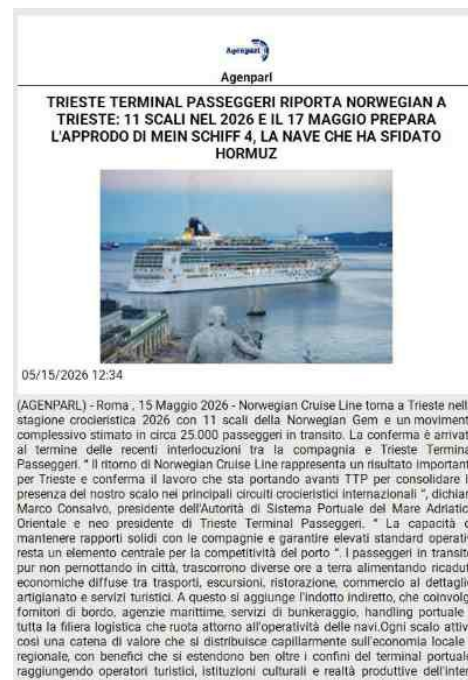 Agenparl
Agenparl
TRIESTE TERMINAL PASSEGGERI RIPORTA NORWEGIAN A
TRIESTE: 11 SCALI NEL 2026 E IL 17 MAGGIO PREPARA
L'APPRODO DI MEIN SCHIFF 4, LA NAVE CHE HA SFIDATO
HORMUZ
05/15/2026 12:34
(AGENPARL) - Roma , 15 Maggio 2026 - Norwegian Cruise Line torna a Trieste nell
stagione crocieristica 2026 con 11 scali della Norwegian Gem e un moviment
complessivo stimato in circa 25.000 passeggeri in transito. La conferma è arrivat
al termine delle recenti interlocuzioni tra la compagnia e Trieste Termina
Passeggeri. " Il ritorno di Norwegian Cruise Line rappresenta un risultato important
per Trieste e conferma il lavoro che sta portando avanti TTP per consolidare l
presenza del nostro scalo nei principali circuiti crocieristici internazionali ", dichiar
Marco Consalvo, presidente dell'Autorità di Sistema Portuale del Mare Adriatic
Orientale e neo presidente di Trieste Terminal Passeggeri. " La capacità d
mantenere rapporti solidi con le compagnie e garantire elevati standard operati
resta un elemento centrale per la competitività del porto ". I passeggeri in transit
pur non pernottando in città, trascorrono diverse ore a terra alimentando ricadut
economiche diffuse tra trasporti, escursioni, ristorazione, commercio al dettagli
artigianato e servizi turistici. A questo si aggiunge l'indotto indiretto, che coinvolg
fornitori di bordo, agenzie marittime, servizi di bunkeraggio, handling portuale
tutta la filiera logistica che ruota attorno all'operatività delle navi.Ogni scalo attiv
così una catena di valore che si distribuisce capillarmente sull'economia locale
regionale, con benefici che si estendono ben oltre i confini del terminal portuale
raggiungendo operatori turistici, istituzioni culturali e realtà produttive dell'inter